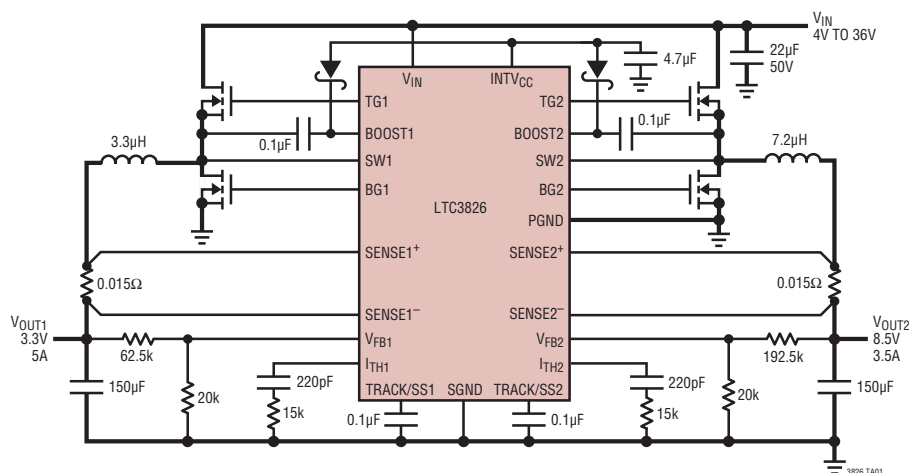 V_IN
4V TO 36V
22µF
50V
4.7µF
V_IN
INTV_CC
TG1
TG2
0.1µF
BOOST1
BOOST2
0.1µF
3.3µH
SW1
SW2
7.2µH
BG1
BG2
LTC3826
PGND
SENSE1+
SENSE2+
0.015Ω
0.015Ω
SENSE1–
SENSE2–
V_OUT1
3.3V
5A
62.5k
V_FB1
V_FB2
192.5k
V_OUT2
8.5V
3.5A
I_TH1
I_TH2
150µF
20k
220pF
15k
TRACK/SS1
SGND
TRACK/SS2
220pF
15k
20k
150µF
0.1µF
0.1µF
3826 TA01